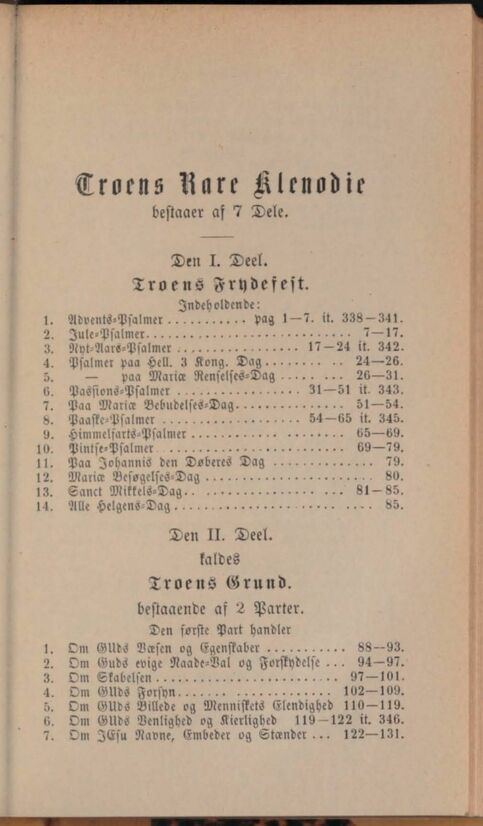 Troens Rare Klenodie
bestaaer af 7 Dele.
Den I. Deel.
Troens Frydefest.
Indeholdende:
1. Advents-Psalmer .......... pag 1—7. it. 338—341.
2. Jule-Psalmer .......................... 7—17.
3. Nyt-Aars-Psalmer .................. 17—24 it. 342.
4. Psalmer paa Hell. 3 Kong. Dag .......... 24—26.
5. — paa Mariæ Renselses-Dag ....... 26—31.
6. Passions-Psalmer ............... 31—51 it. 343.
7. Paa Mariæ Bebudelses-Dag ............... 51—54.
8. Paaske-Psalmer ................. 54—65 it. 345.
9. Himmelfarts-Psalmer ................... 65—69.
10. Pintse-Psalmer ....................... 69—79.
11. Paa Johannis den Døberes Dag ............. 79.
12. Mariæ Besøgelses-Dag ..................... 80.
13. Sanct Mikkels-Dag .................... 81—85.
14. Alle Helgens-Dag ......................... 85.
Den II. Deel.
kaldes
Troens Grund.
bestaaende af 2 Parter.
Den første Part handler
1. Om GUds Væsen og Egenskaber ........... 88—93.
2. Om Guds evige Naade-Val og Forskydelse ... 94—97.
3. Om Skabelsen ......................... 97—101.
4. Om GUds Forsyn ...................... 102—109.
5. Om GUds Billede og Menniskets Elendighed 110—119.
6. Om GUds Venlighed og Kierlighed 119—122 it. 346.
7. Om JEsu Navne, Embeder og Stænder ... 122—131.